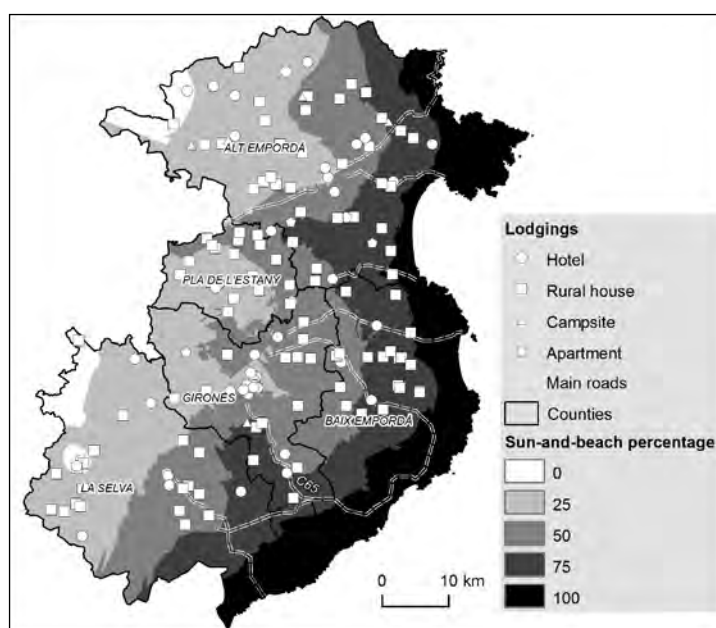 ALT EMPORDÀ
PLA DE L'ESTANY
GIRONÈS
BAIX EMPORDÀ
LA SELVA
C65
0 10 km
Lodgings
Hotel
Rural house
Campsite
Apartment
Main roads
Counties
Sun-and-beach percentage
0
25
50
75
100